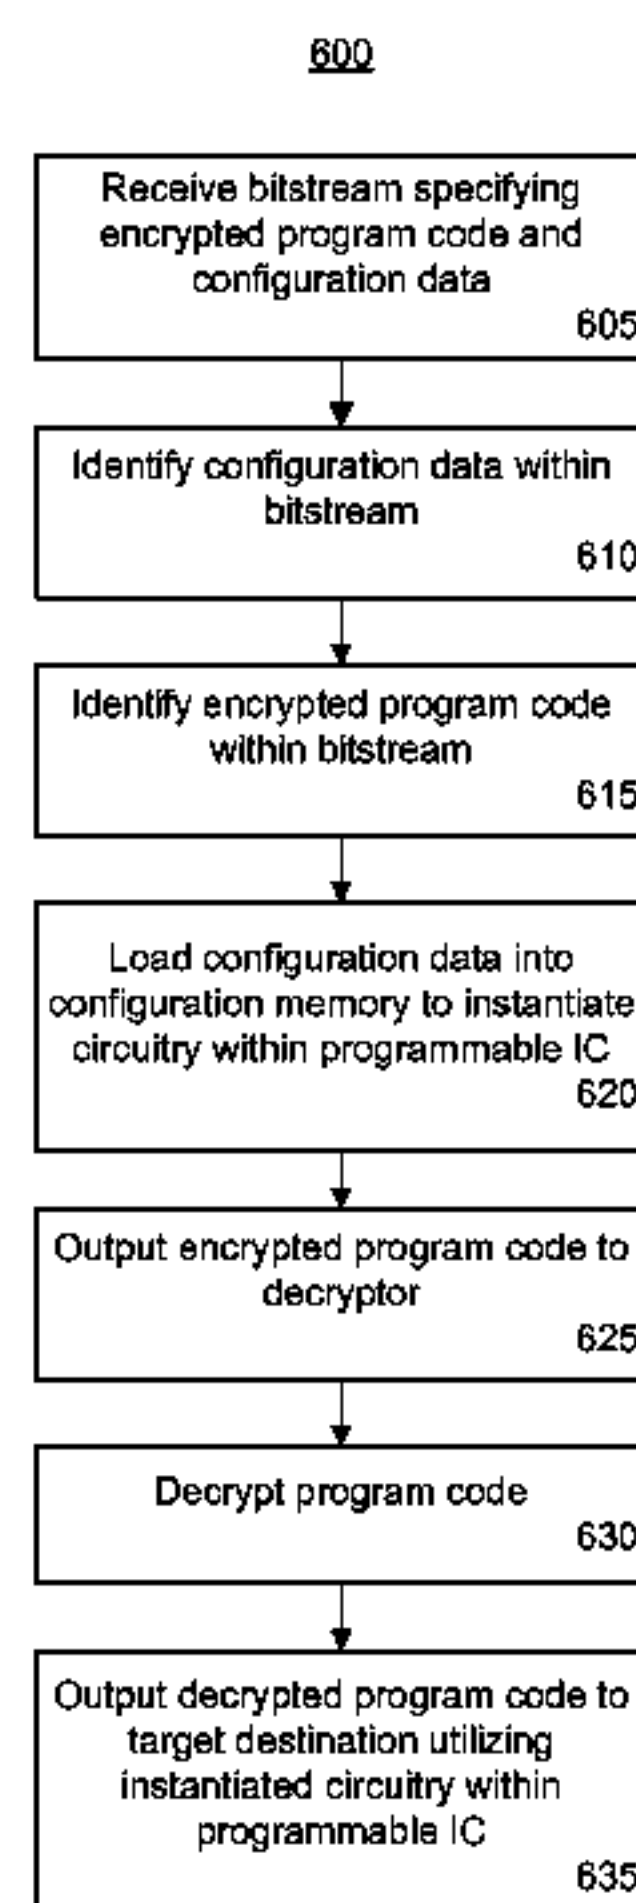 600
Receive bitstream specifying
encrypted program code and
configuration data
605
Identify configuration data within
bitstream
610
Identify encrypted program code
within bitstream
615
Load configuration data into
configuration memory to instantiate
circuitry within programmable IC
620
Output encrypted program code to
decryptor
625
Decrypt program code
630
Output decrypted program code to
target destination utilizing
instantiated circuitry within
programmable IC
635